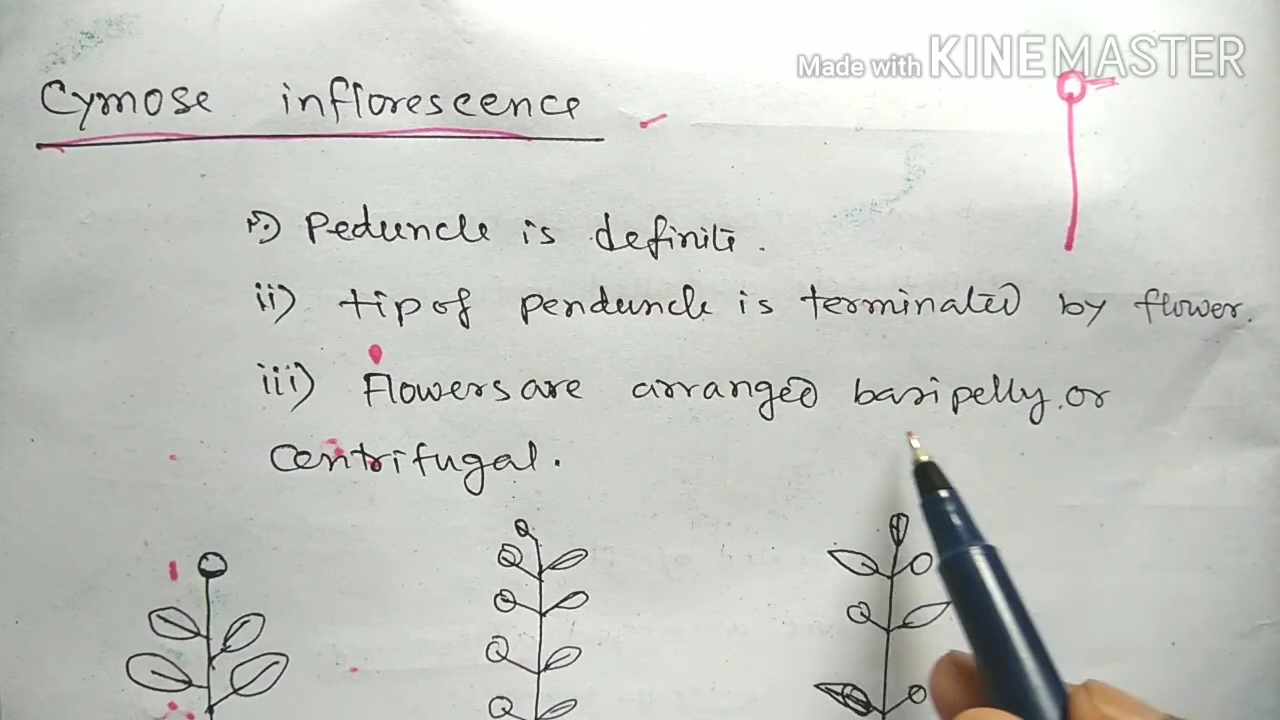 Made with KINEMASTER
Cymose inflorescence
i) Peduncle is definite.
ii) tip of penduncle is terminated by flower.
iii) Flowers are arranged basipelly or
Centrifugal.